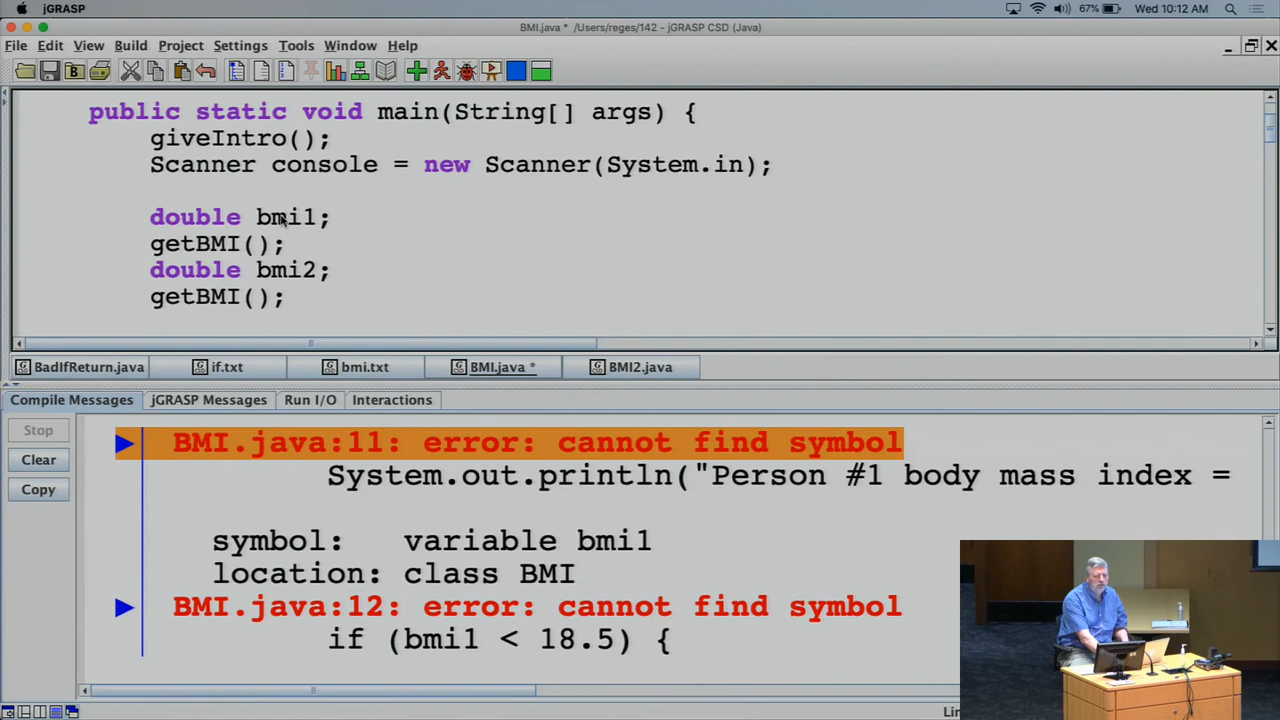 jGRASP
67%
Wed 10:12 AM
BMI.java * /Users/reges/142 - jGRASP CSD (Java)
File Edit View Build Project Settings Tools Window Help
public static void main(String[] args) {
giveIntro();
Scanner console = new Scanner(System.in);
double bmi1;
getBMI();
double bmi2;
getBMI();
BadIfReturn.java if.txt bmi.txt BMI.java * BMI2.java
Compile Messages jGRASP Messages Run I/O Interactions
Stop
Clear
Copy
BMI.java:11: error: cannot find symbol
System.out.println("Person #1 body mass index =
symbol: variable bmi1
location: class BMI
BMI.java:12: error: cannot find symbol
if (bmi1 < 18.5) {